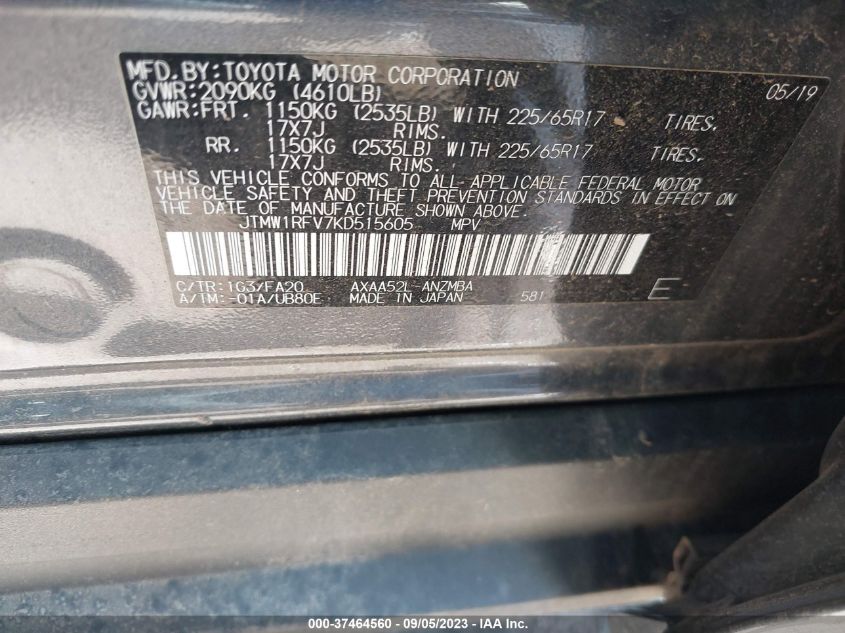 MFD.BY:TOYOTA MOTOR CORPORATION 05/19
GVWR:2090KG (4610LB)
GAWR:FRT. 1150KG (2535LB) WITH 225/65R17 TIRES.
17X7J RIMS.
RR. 1150KG (2535LB) WITH 225/65R17 TIRES.
17X7J RIMS.
THIS VEHICLE CONFORMS TO ALL APPLICABLE FEDERAL MOTOR
VEHICLE SAFETY AND THEFT PREVENTION STANDARDS IN EFFECT ON
THE DATE OF MANUFACTURE SHOWN ABOVE.
JTMW1RFV7KD515605 MPV
C/TR:1G3/FA20 AXAA52L-ANZMBA
A/TM:-01A/UB80F MADE IN JAPAN 581 E
000-37464560 - 09/05/2023 - IAA Inc.